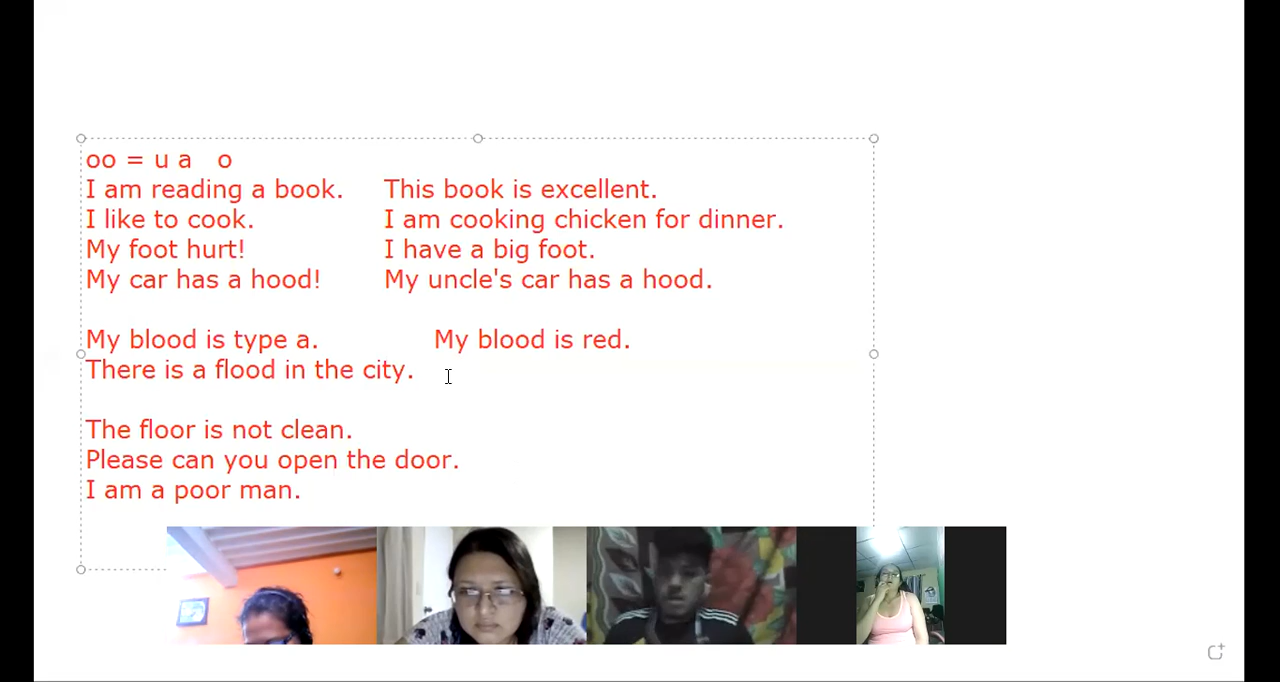 oo = u a o
I am reading a book. This book is excellent.
I like to cook. I am cooking chicken for dinner.
My foot hurt! I have a big foot.
My car has a hood! My uncle's car has a hood.
My blood is type a. My blood is red.
There is a flood in the city.
The floor is not clean.
Please can you open the door.
I am a poor man.